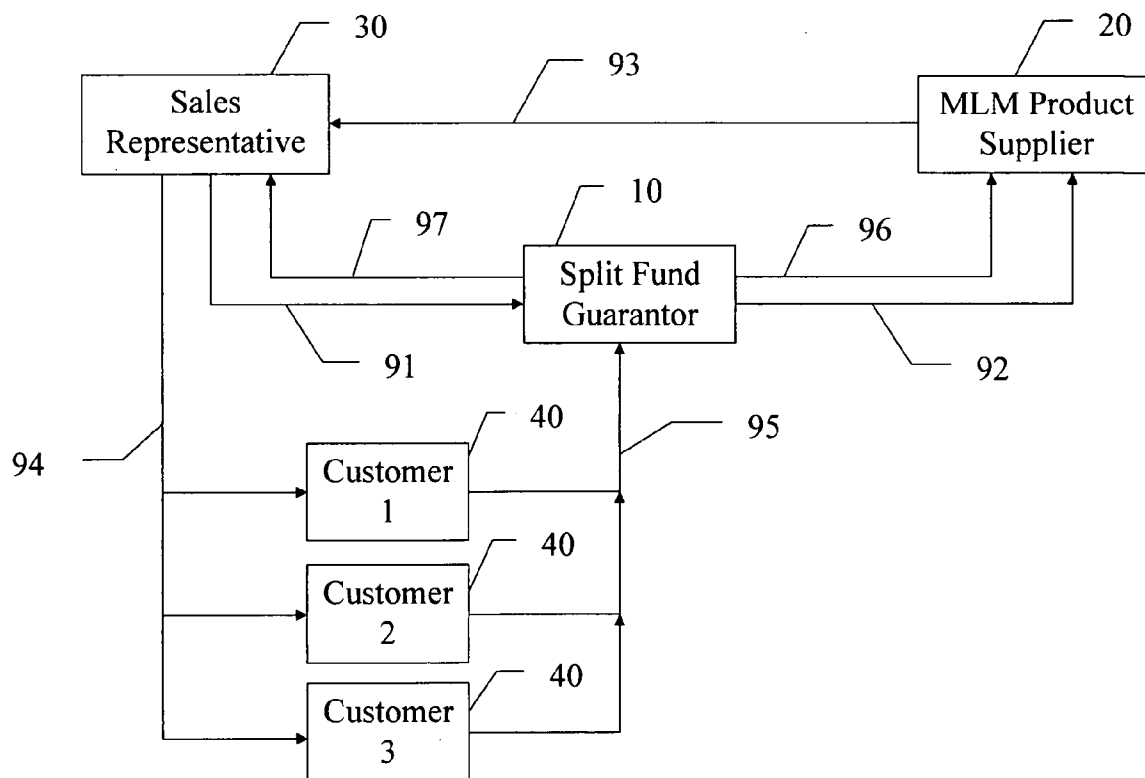 30
20
93
Sales
Representative
MLM Product
Supplier
10
97
96
Split Fund
Guarantor
91
92
40
95
94
Customer
1
40
Customer
2
40
Customer
3